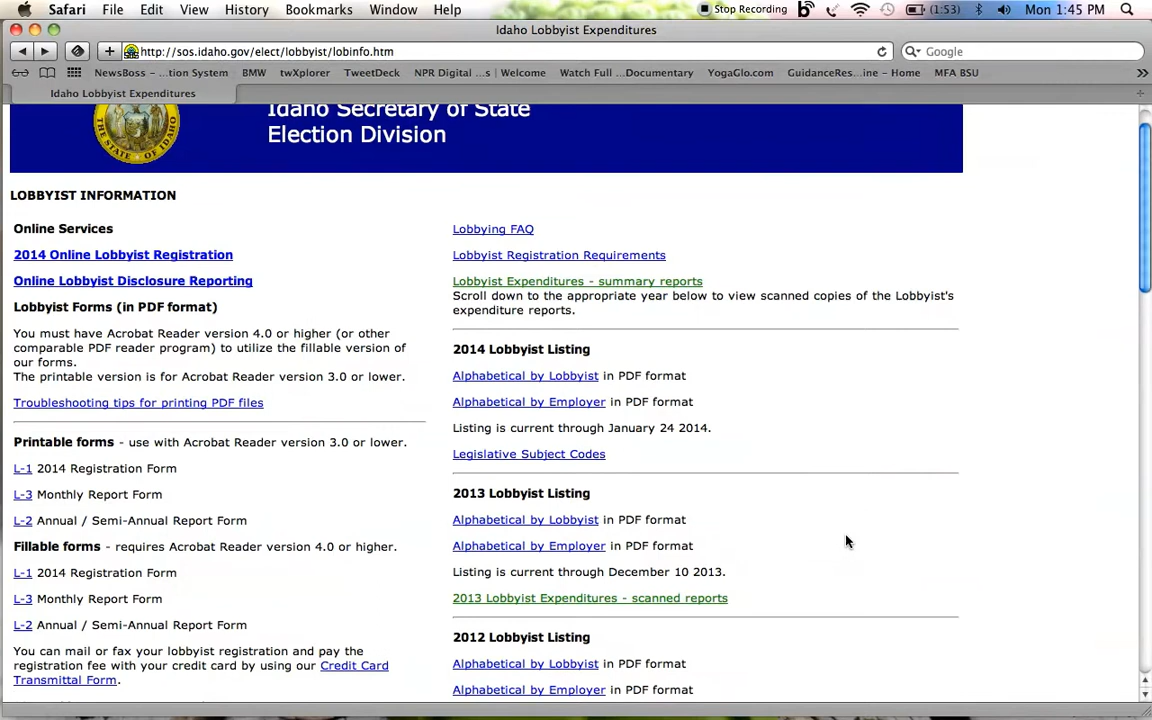 Safari File Edit View History Bookmarks Window Help Stop Recording (1:53) Mon 1:45 PM
Idaho Lobbyist Expenditures
http://sos.idaho.gov/elect/lobbyist/lobinfo.htm Google
NewsBoss - ...tion System BMW twXplorer TweetDeck NPR Digital ...s | Welcome Watch Full ...Documentary YogaGlo.com GuidanceRes...ine - Home MFA BSU
Idaho Lobbyist Expenditures
THE STATE OF IDAHO
Idaho Secretary of State
Election Division
LOBBYIST INFORMATION
Online Services
2014 Online Lobbyist Registration
Online Lobbyist Disclosure Reporting
Lobbyist Forms (in PDF format)
You must have Acrobat Reader version 4.0 or higher (or other
comparable PDF reader program) to utilize the fillable version of
our forms.
The printable version is for Acrobat Reader version 3.0 or lower.
Troubleshooting tips for printing PDF files
Printable forms - use with Acrobat Reader version 3.0 or lower.
L-1 2014 Registration Form
L-3 Monthly Report Form
L-2 Annual / Semi-Annual Report Form
Fillable forms - requires Acrobat Reader version 4.0 or higher.
L-1 2014 Registration Form
L-3 Monthly Report Form
L-2 Annual / Semi-Annual Report Form
You can mail or fax your lobbyist registration and pay the
registration fee with your credit card by using our Credit Card
Transmittal Form.
Lobbying FAQ
Lobbyist Registration Requirements
Lobbyist Expenditures - summary reports
Scroll down to the appropriate year below to view scanned copies of the Lobbyist's
expenditure reports.
2014 Lobbyist Listing
Alphabetical by Lobbyist in PDF format
Alphabetical by Employer in PDF format
Listing is current through January 24 2014.
Legislative Subject Codes
2013 Lobbyist Listing
Alphabetical by Lobbyist in PDF format
Alphabetical by Employer in PDF format
Listing is current through December 10 2013.
2013 Lobbyist Expenditures - scanned reports
2012 Lobbyist Listing
Alphabetical by Lobbyist in PDF format
Alphabetical by Employer in PDF format